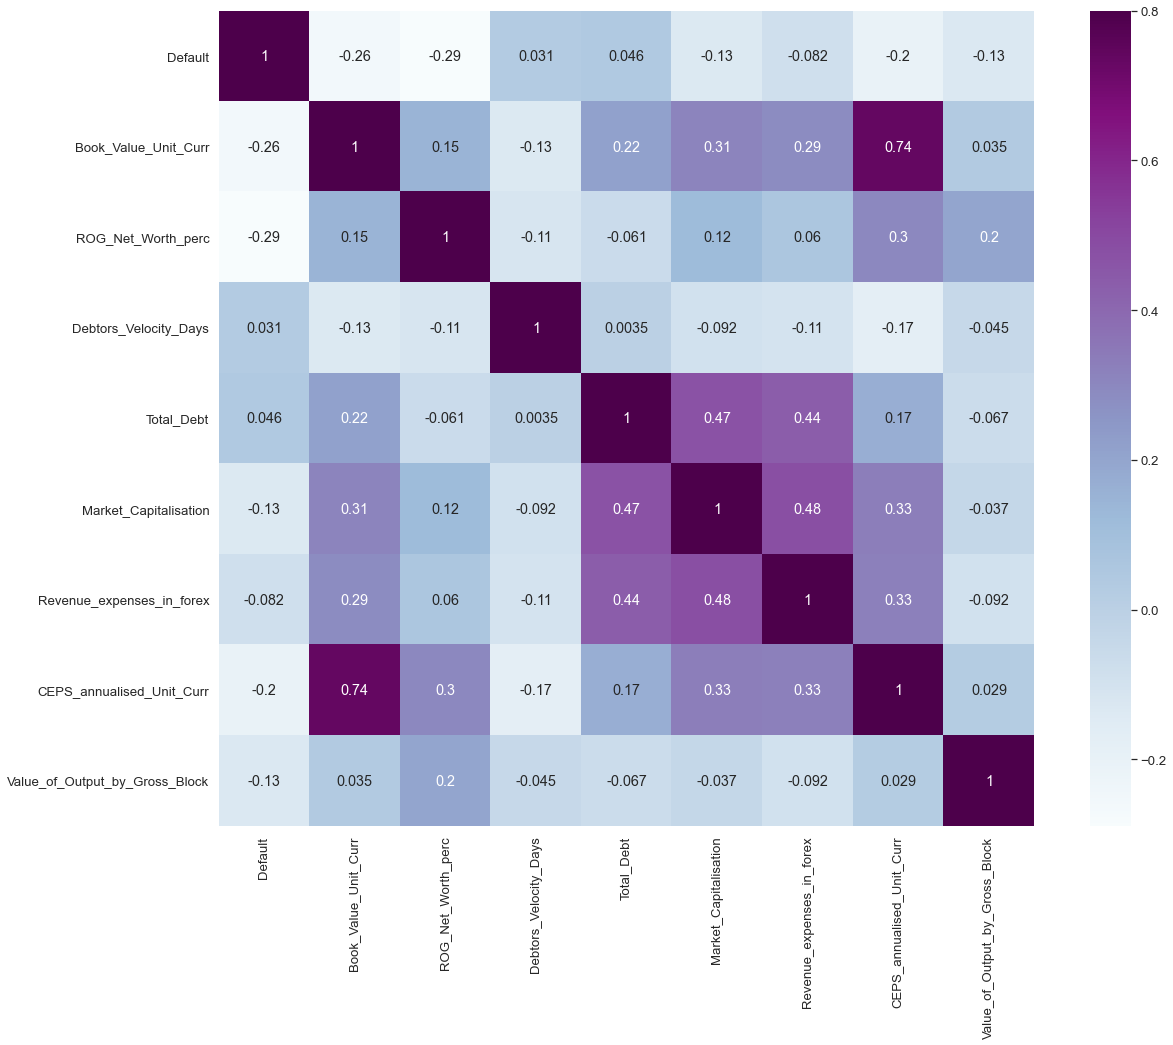 Default 1 -0.26 -0.29 0.031 0.046 -0.13 -0.082 -0.2 -0.13
Book_Value_Unit_Curr -0.26 1 0.15 -0.13 0.22 0.31 0.29 0.74 0.035
ROG_Net_Worth_perc -0.29 0.15 1 -0.11 -0.061 0.12 0.06 0.3 0.2
Debtors_Velocity_Days 0.031 -0.13 -0.11 1 0.0035 -0.092 -0.11 -0.17 -0.045
Total_Debt 0.046 0.22 -0.061 0.0035 1 0.47 0.44 0.17 -0.067
Market_Capitalisation -0.13 0.31 0.12 -0.092 0.47 1 0.48 0.33 -0.037
Revenue_expenses_in_forex -0.082 0.29 0.06 -0.11 0.44 0.48 1 0.33 -0.092
CEPS_annualised_Unit_Curr -0.2 0.74 0.3 -0.17 0.17 0.33 0.33 1 0.029
Value_of_Output_by_Gross_Block -0.13 0.035 0.2 -0.045 -0.067 -0.037 -0.092 0.029 1
Default
Book_Value_Unit_Curr
ROG_Net_Worth_perc
Debtors_Velocity_Days
Total_Debt
Market_Capitalisation
Revenue_expenses_in_forex
CEPS_annualised_Unit_Curr
Value_of_Output_by_Gross_Block
0.8
0.6
0.4
0.2
0.0
−0.2